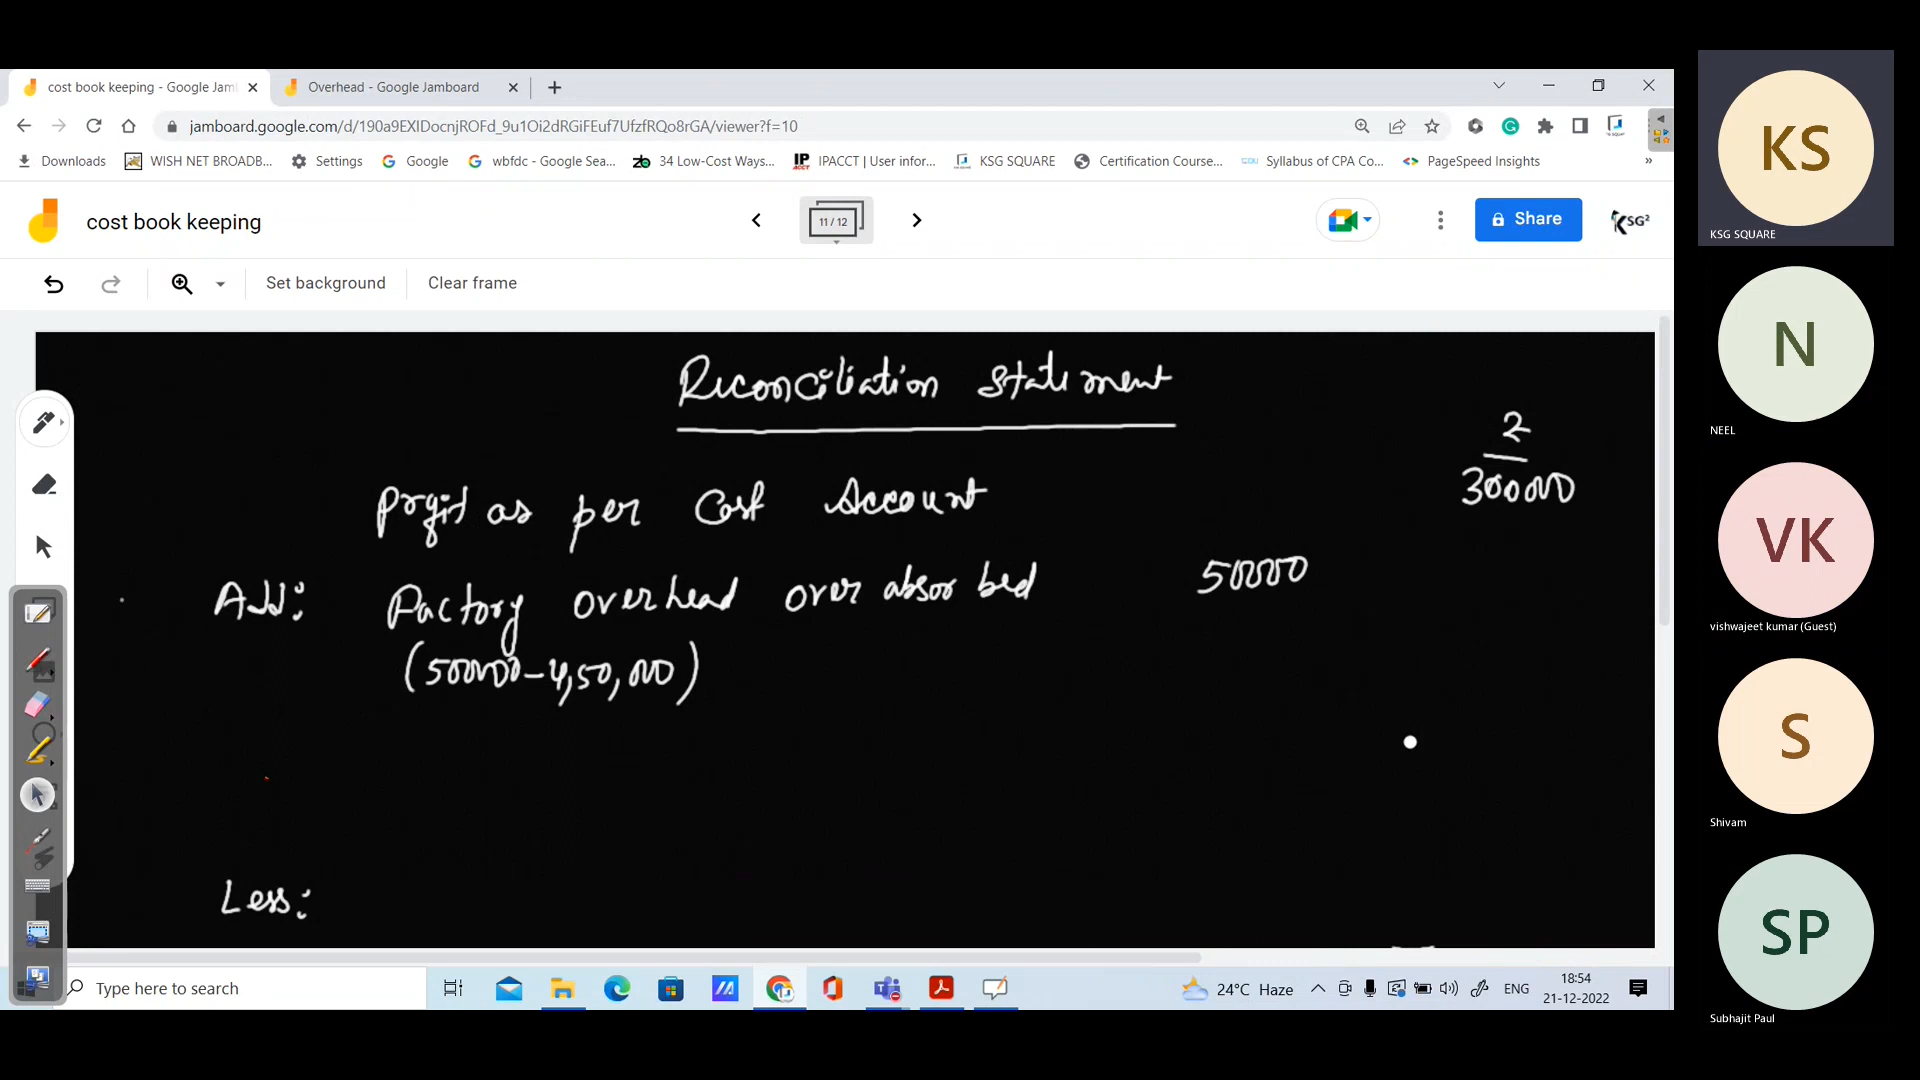 cost book keeping - Google Jam
Overhead - Google Jamboard
jamboard.google.com/d/190a9EXIDocnjROFd_9u1Oi2dRGiFEuf7UfzfRQo8rGA/viewer?f=10
Downloads
WISH NET BROADB...
Settings
Google
wbfdc - Google Sea...
34 Low-Cost Ways...
IPACCT | User infor...
KSG SQUARE
Certification Course...
Syllabus of CPA Co...
PageSpeed Insights
»
cost book keeping
11 / 12
Share
KSG²
Set background
Clear frame
Reconciliation Statement
2
Profit as per Cost Account 300000
Add: Factory overhead over absorbed 50000
(500000-4,50,000)
Less:
Type here to search
24°C Haze
ENG
18:54
21-12-2022
KS
KSG SQUARE
N
NEEL
VK
vishwajeet kumar (Guest)
S
Shivam
SP
Subhajit Paul